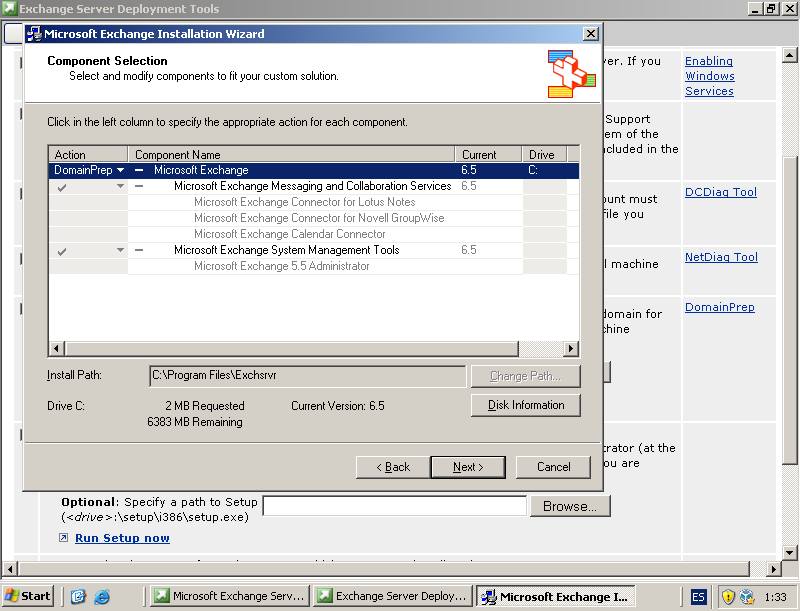 Exchange Server Deployment Tools
Microsoft Exchange Installation Wizard
Component Selection
Select and modify components to fit your custom solution.
Click in the left column to specify the appropriate action for each component.
Action Component Name Current Drive
DomainPrep Microsoft Exchange 6.5 C:
Microsoft Exchange Messaging and Collaboration Services 6.5
Microsoft Exchange Connector for Lotus Notes
Microsoft Exchange Connector for Novell GroupWise
Microsoft Exchange Calendar Connector
Microsoft Exchange System Management Tools 6.5
Microsoft Exchange 5.5 Administrator
Install Path: C:\Program Files\Exchsrvr Change Path...
Drive C: 2 MB Requested Current Version: 6.5 Disk Information
6383 MB Remaining
< Back Next > Cancel
ver. If you Enabling
Windows
Services
Support
em of the
ncluded in the
ount must DCDiag Tool
file you
l machine NetDiag Tool
domain for DomainPrep
chine
trator (at the
ou are
Optional: Specify a path to Setup Browse...
(<drive>:\setup\i386\setup.exe)
Run Setup now
Start Microsoft Exchange Serv... Exchange Server Deploy... Microsoft Exchange I... ES 1:33